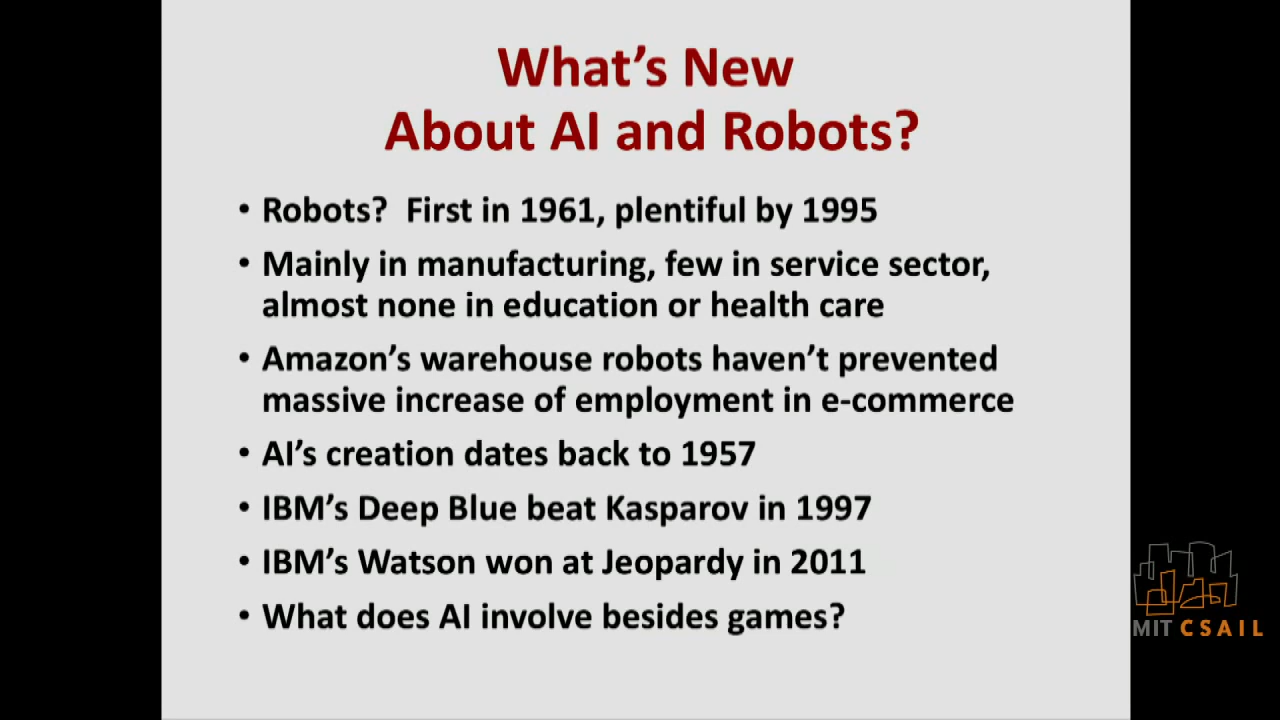 What's New
About AI and Robots?
• Robots?  First in 1961, plentiful by 1995
• Mainly in manufacturing, few in service sector,
almost none in education or health care
• Amazon's warehouse robots haven't prevented
massive increase of employment in e-commerce
• AI's creation dates back to 1957
• IBM's Deep Blue beat Kasparov in 1997
• IBM's Watson won at Jeopardy in 2011
• What does AI involve besides games?
MIT CSAIL